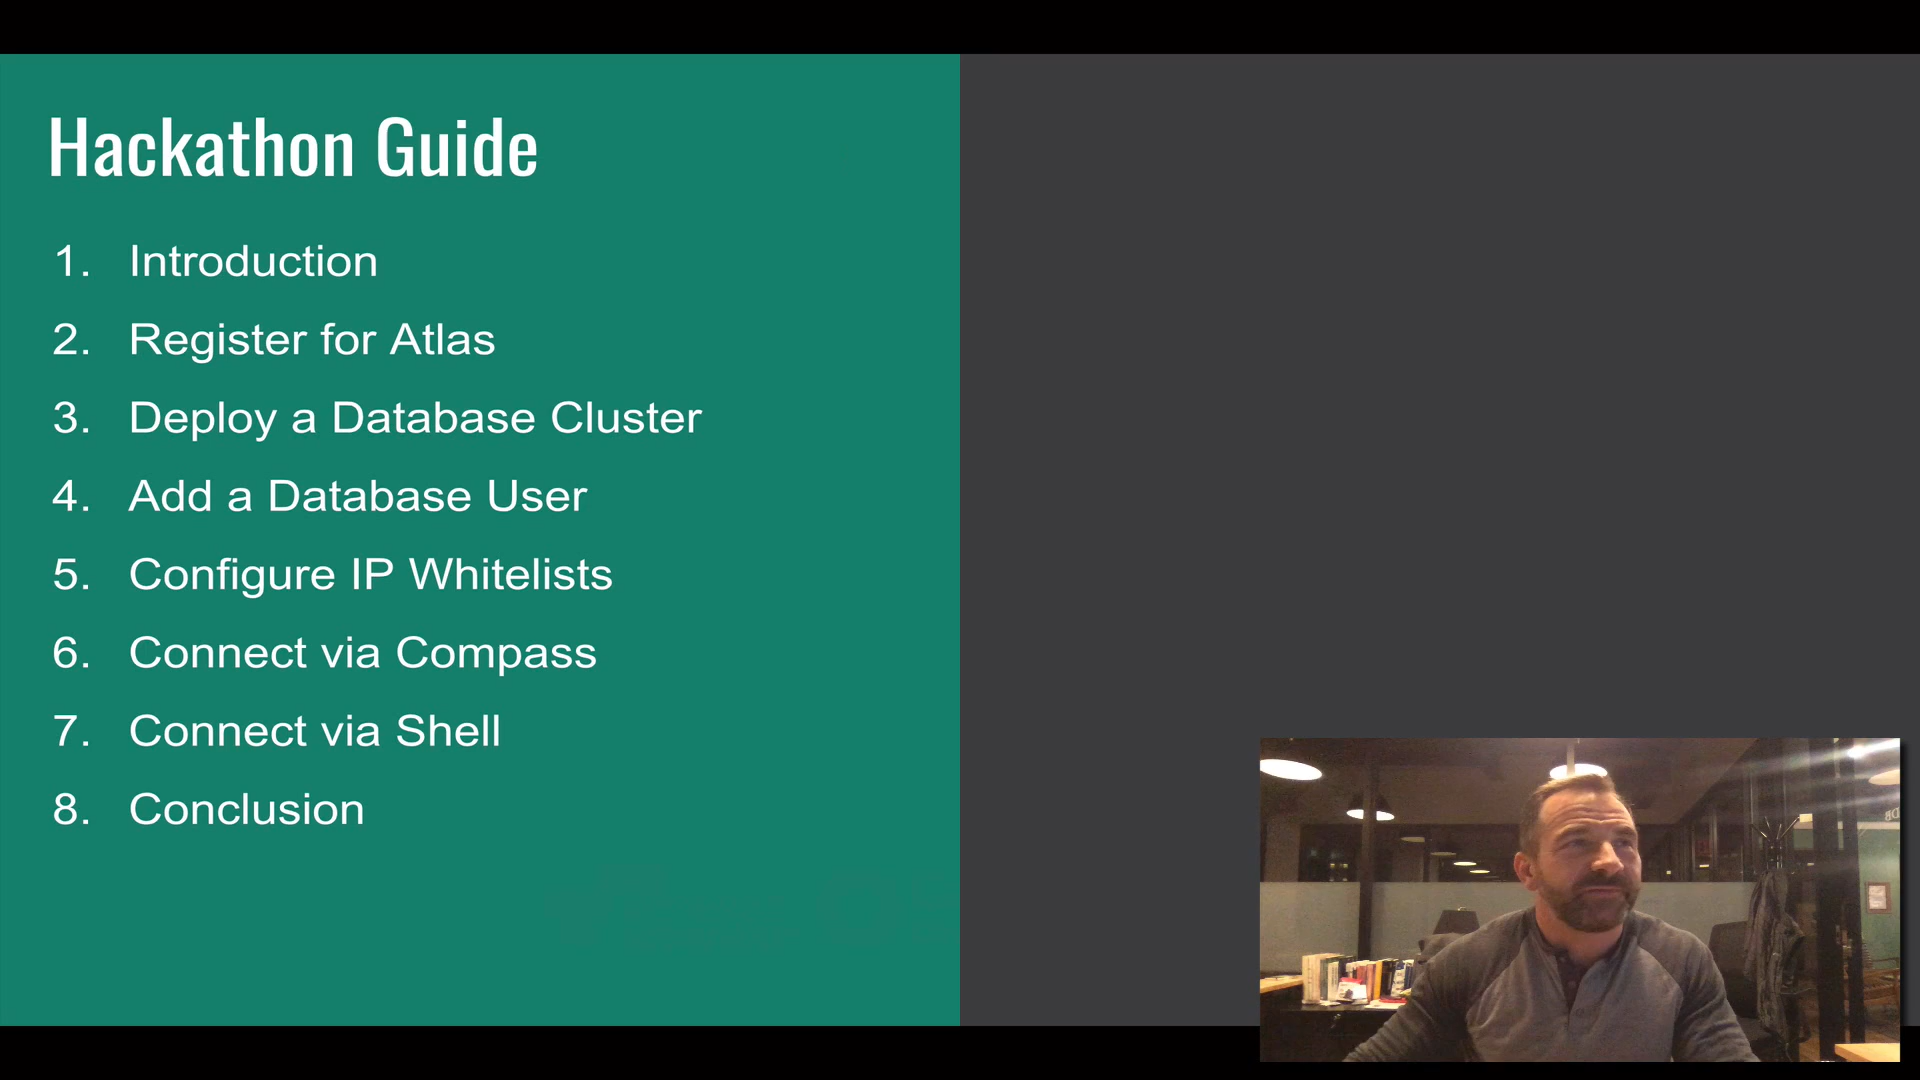 Hackathon Guide
1. Introduction
2. Register for Atlas
3. Deploy a Database Cluster
4. Add a Database User
5. Configure IP Whitelists
6. Connect via Compass
7. Connect via Shell
8. Conclusion